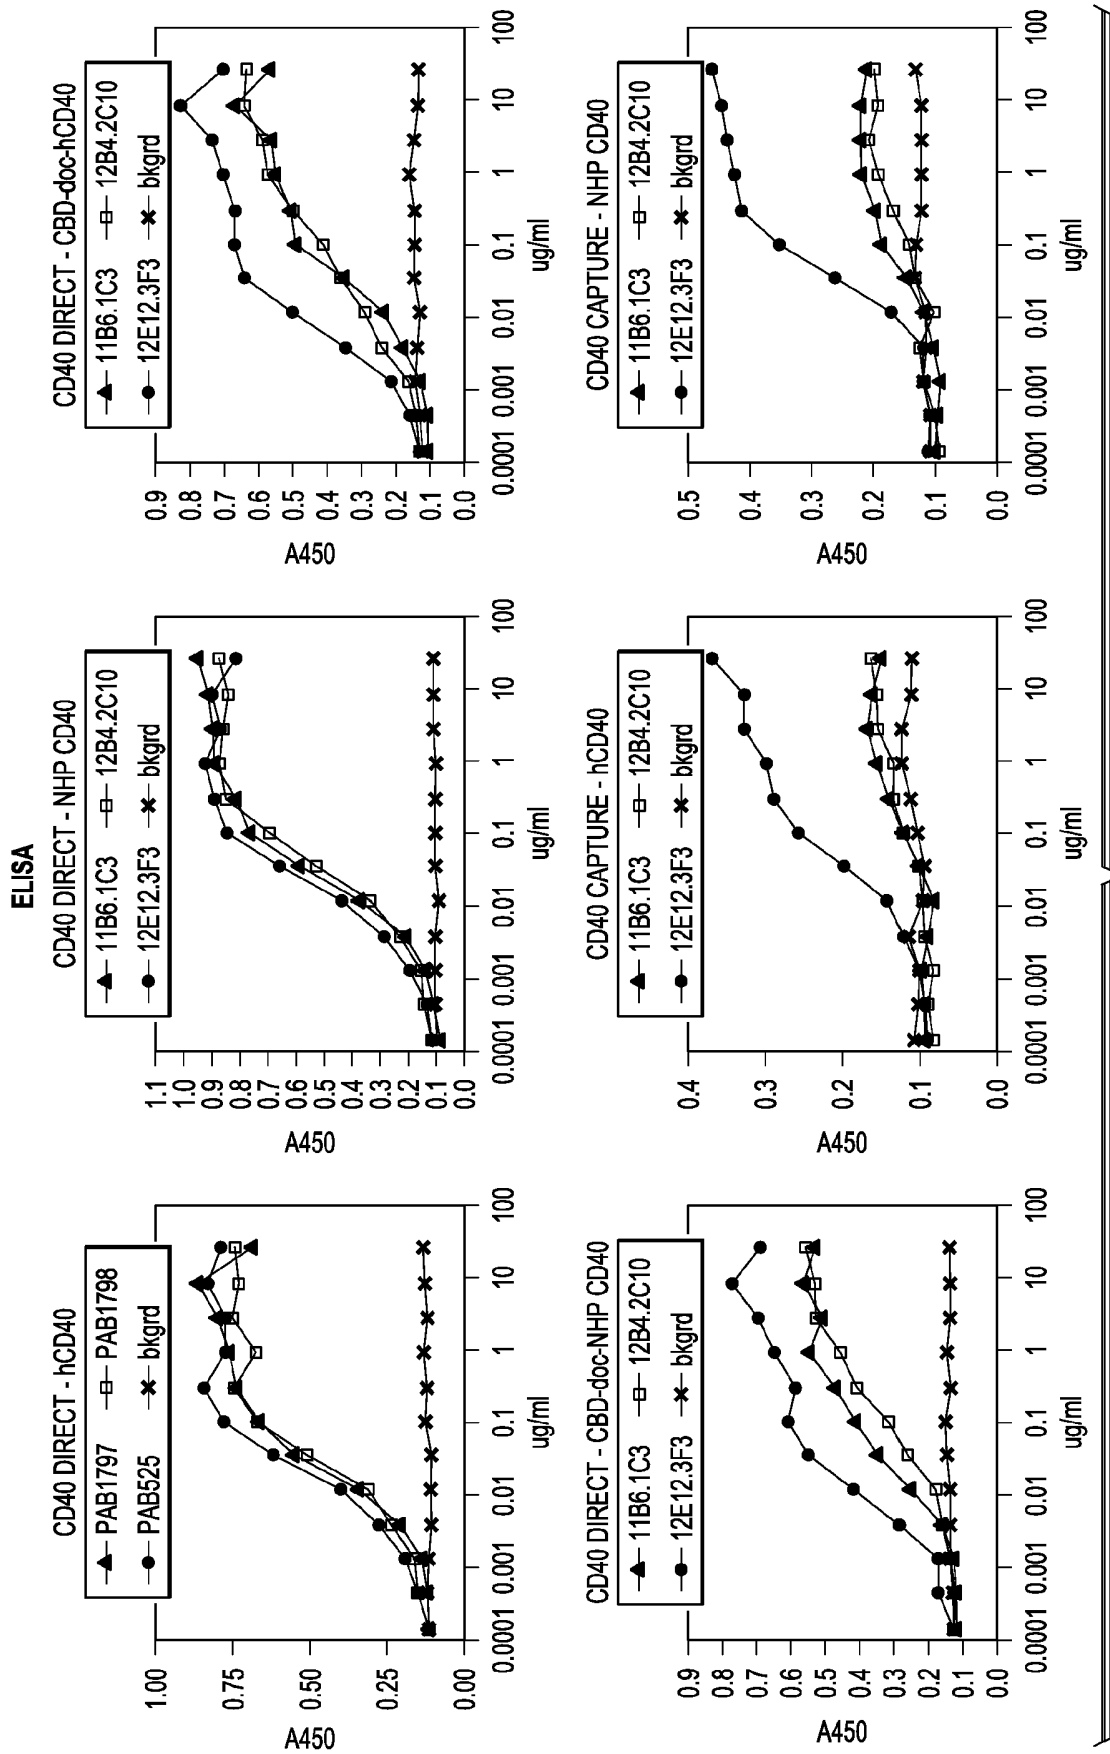 ELISA
CD40 DIRECT - hCD40
PAB1797
PAB1798
PAB525
bkgrd
1.00
0.75
0.50
0.25
0.00
A450
0.0001
0.001
0.01
0.1
1
10
100
ug/ml
CD40 DIRECT - NHP CD40
11B6.1C3
12B4.2C10
12E12.3F3
bkgrd
1.1
1.0
0.9
0.8
0.7
0.6
0.5
0.4
0.3
0.2
0.1
0.0
A450
0.0001
0.001
0.01
0.1
1
10
100
ug/ml
CD40 DIRECT - CBD-doc-hCD40
11B6.1C3
12B4.2C10
12E12.3F3
bkgrd
0.9
0.8
0.7
0.6
0.5
0.4
0.3
0.2
0.1
0.0
A450
0.0001
0.001
0.01
0.1
1
10
100
ug/ml
CD40 DIRECT - CBD-doc-NHP CD40
11B6.1C3
12B4.2C10
12E12.3F3
bkgrd
0.9
0.8
0.7
0.6
0.5
0.4
0.3
0.2
0.1
0.0
A450
0.0001
0.001
0.01
0.1
1
10
100
ug/ml
CD40 CAPTURE - hCD40
11B6.1C3
12B4.2C10
12E12.3F3
bkgrd
0.4
0.3
0.2
0.1
0.0
A450
0.0001
0.001
0.01
0.1
1
10
100
ug/ml
CD40 CAPTURE - NHP CD40
11B6.1C3
12B4.2C10
12E12.3F3
bkgrd
0.5
0.4
0.3
0.2
0.1
0.0
A450
0.0001
0.001
0.01
0.1
1
10
100
ug/ml